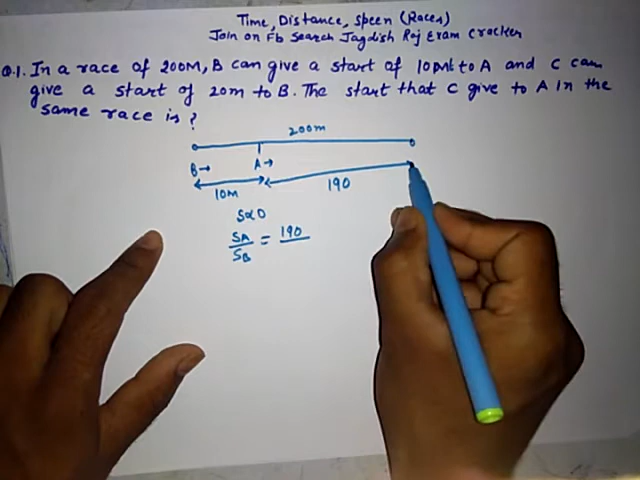 Time, Distance, Speen (Races)
Join on Fb Search Jagdish Raj Exam Cracker
Q.1. In a race of 200M, B can give a start of 10M to A and C can
give a start of 20m to B. The start that C give to A in the
same race is ?
200m
B→ A→
10M 190
S∝D
SA/SB = 190